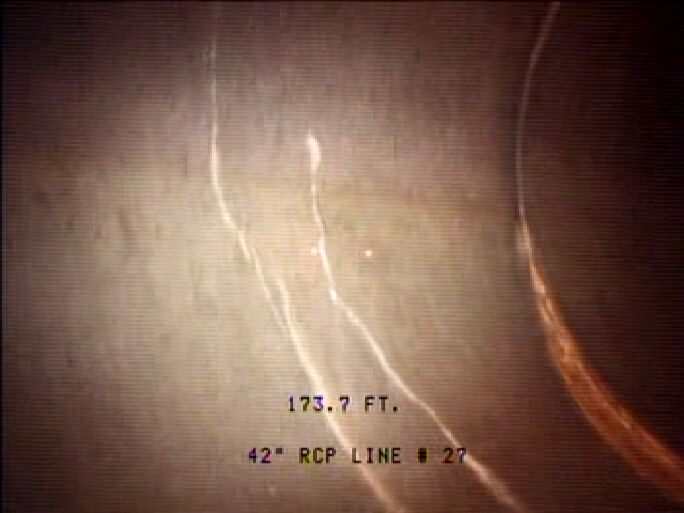 173.7 FT.
42" RCP LINE # 27